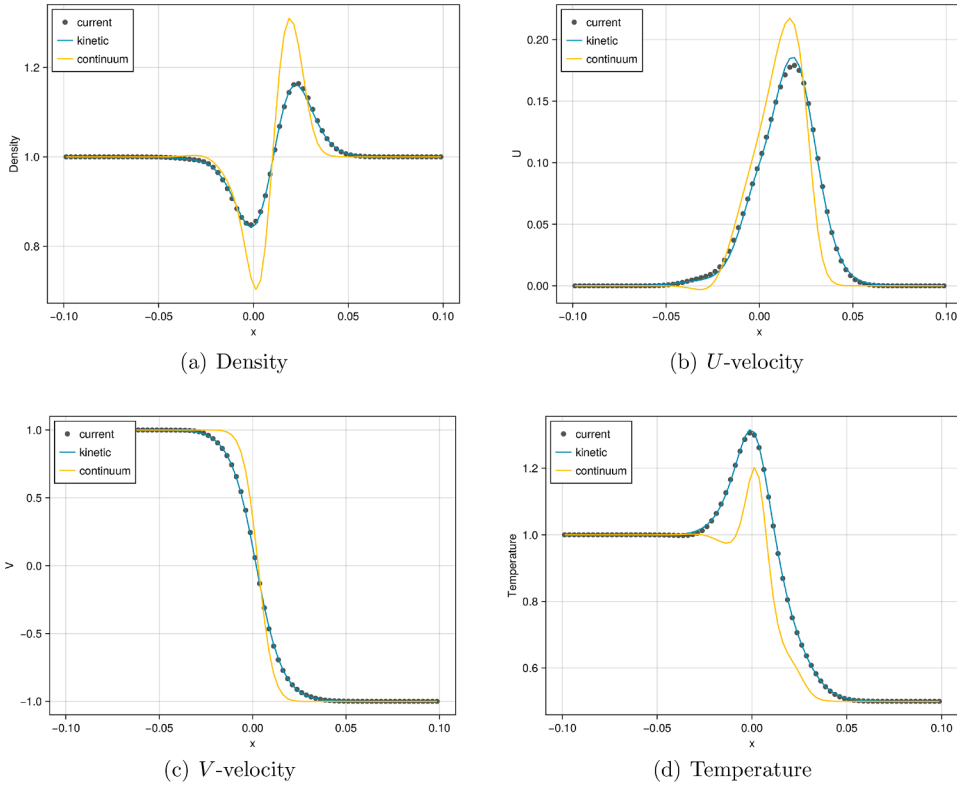 current
kinetic
continuum
1.2
1.0
0.8
Density
−0.10
−0.05
0.00
0.05
0.10
x
(a) Density
current
kinetic
continuum
0.20
0.15
0.10
0.05
0.00
U
−0.10
−0.05
0.00
0.05
0.10
x
(b) U-velocity
current
kinetic
continuum
1.0
0.5
0.0
−0.5
−1.0
V
−0.10
−0.05
0.00
0.05
0.10
x
(c) V-velocity
current
kinetic
continuum
1.2
1.0
0.8
0.6
Temperature
−0.10
−0.05
0.00
0.05
0.10
x
(d) Temperature